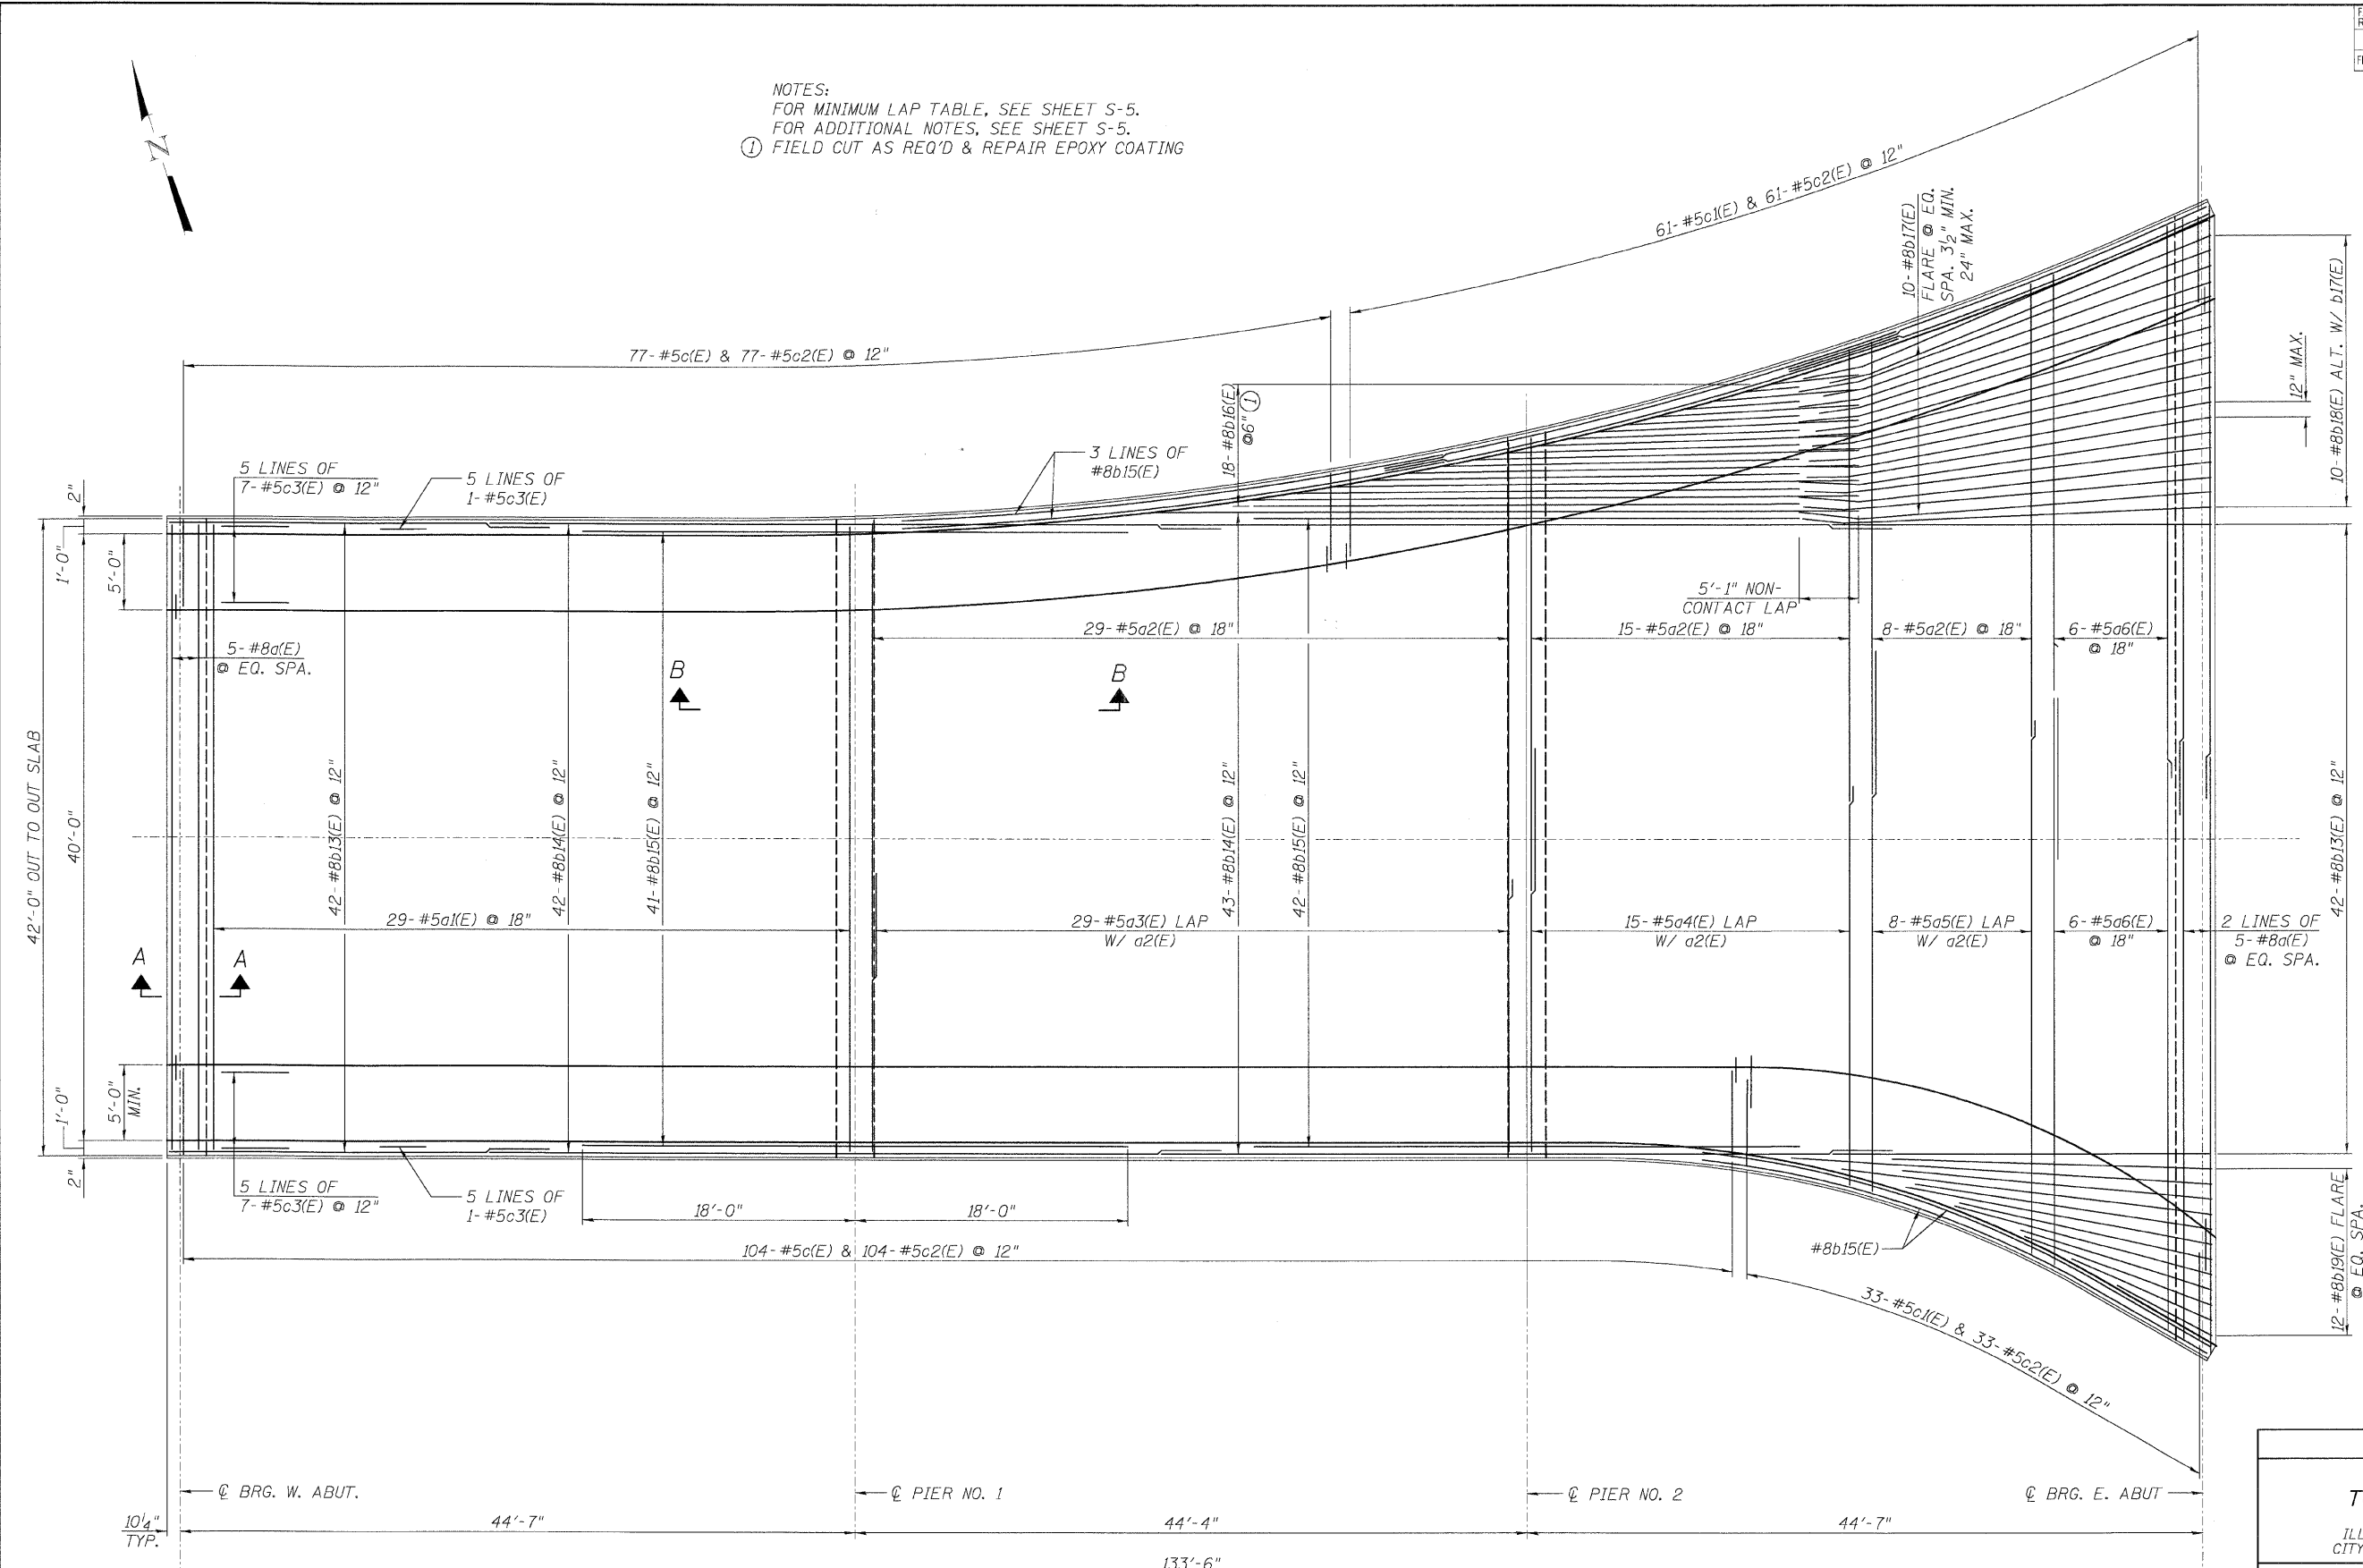 NOTES:
FOR MINIMUM LAP TABLE, SEE SHEET S-5.
FOR ADDITIONAL NOTES, SEE SHEET S-5.
① FIELD CUT AS REQ'D & REPAIR EPOXY COATING
N
61-#5c1(E) & 61-#5c2(E) @ 12"
77-#5c(E) & 77-#5c2(E) @ 12"
10-#8b17(E)
FLARE @ EQ.
SPA. 3½" MIN.
24" MAX.
10-#8b18(E) ALT. W/ b17(E)
12" MAX.
18-#8b16(E)
@6" ①
3 LINES OF
#8b15(E)
5 LINES OF
7-#5c3(E) @ 12"
5 LINES OF
1-#5c3(E)
2"
1'-0"
5'-0"
5-#8a(E)
@ EQ. SPA.
5'-1" NON-
CONTACT LAP
29-#5a2(E) @ 18"
15-#5a2(E) @ 18"
8-#5a2(E) @ 18"
6-#5a6(E)
@ 18"
B
B
42'-0" OUT TO OUT SLAB
40'-0"
42-#8b13(E) @ 12"
42-#8b14(E) @ 12"
41-#8b15(E) @ 12"
43-#8b14(E) @ 12"
42-#8b15(E) @ 12"
42-#8b13(E) @ 12"
29-#5a1(E) @ 18"
29-#5a3(E) LAP
W/ a2(E)
15-#5a4(E) LAP
W/ a2(E)
8-#5a5(E) LAP
W/ a2(E)
6-#5a6(E)
@ 18"
2 LINES OF
5-#8a(E)
@ EQ. SPA.
A
A
1'-0"
5'-0"
MIN.
2"
5 LINES OF
7-#5c3(E) @ 12"
5 LINES OF
1-#5c3(E)
18'-0"
18'-0"
104-#5c(E) & 104-#5c2(E) @ 12"
#8b15(E)
12-#8b19(E) FLARE
@ EQ. SPA.
33-#5c1(E) & 33-#5c2(E) @ 12"
℄ BRG. W. ABUT.
℄ PIER NO. 1
℄ PIER NO. 2
℄ BRG. E. ABUT
10¼"
TYP.
44'-7"
44'-4"
44'-7"
133'-6"
T
ILL
CITY